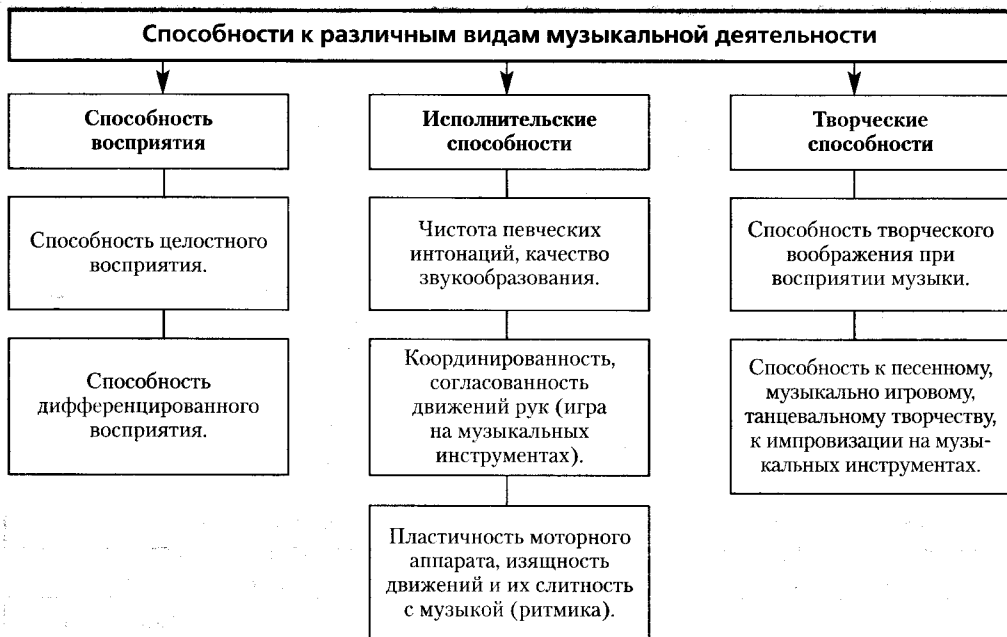 Способности к различным видам музыкальной деятельности
Способность
восприятия
Способность целостного
восприятия.
Способность
дифференцированного
восприятия.
Исполнительские
способности
Чистота певческих
интонаций, качество
звукообразования.
Координированность,
согласованность
движений рук (игра
на музыкальных
инструментах).
Пластичность моторного
аппарата, изящность
движений и их слитность
с музыкой (ритмика).
Творческие
способности
Способность творческого
воображения при
восприятии музыки.
Способность к песенному,
музыкально игровому,
танцевальному творчеству,
к импровизации на музы-
кальных инструментах.